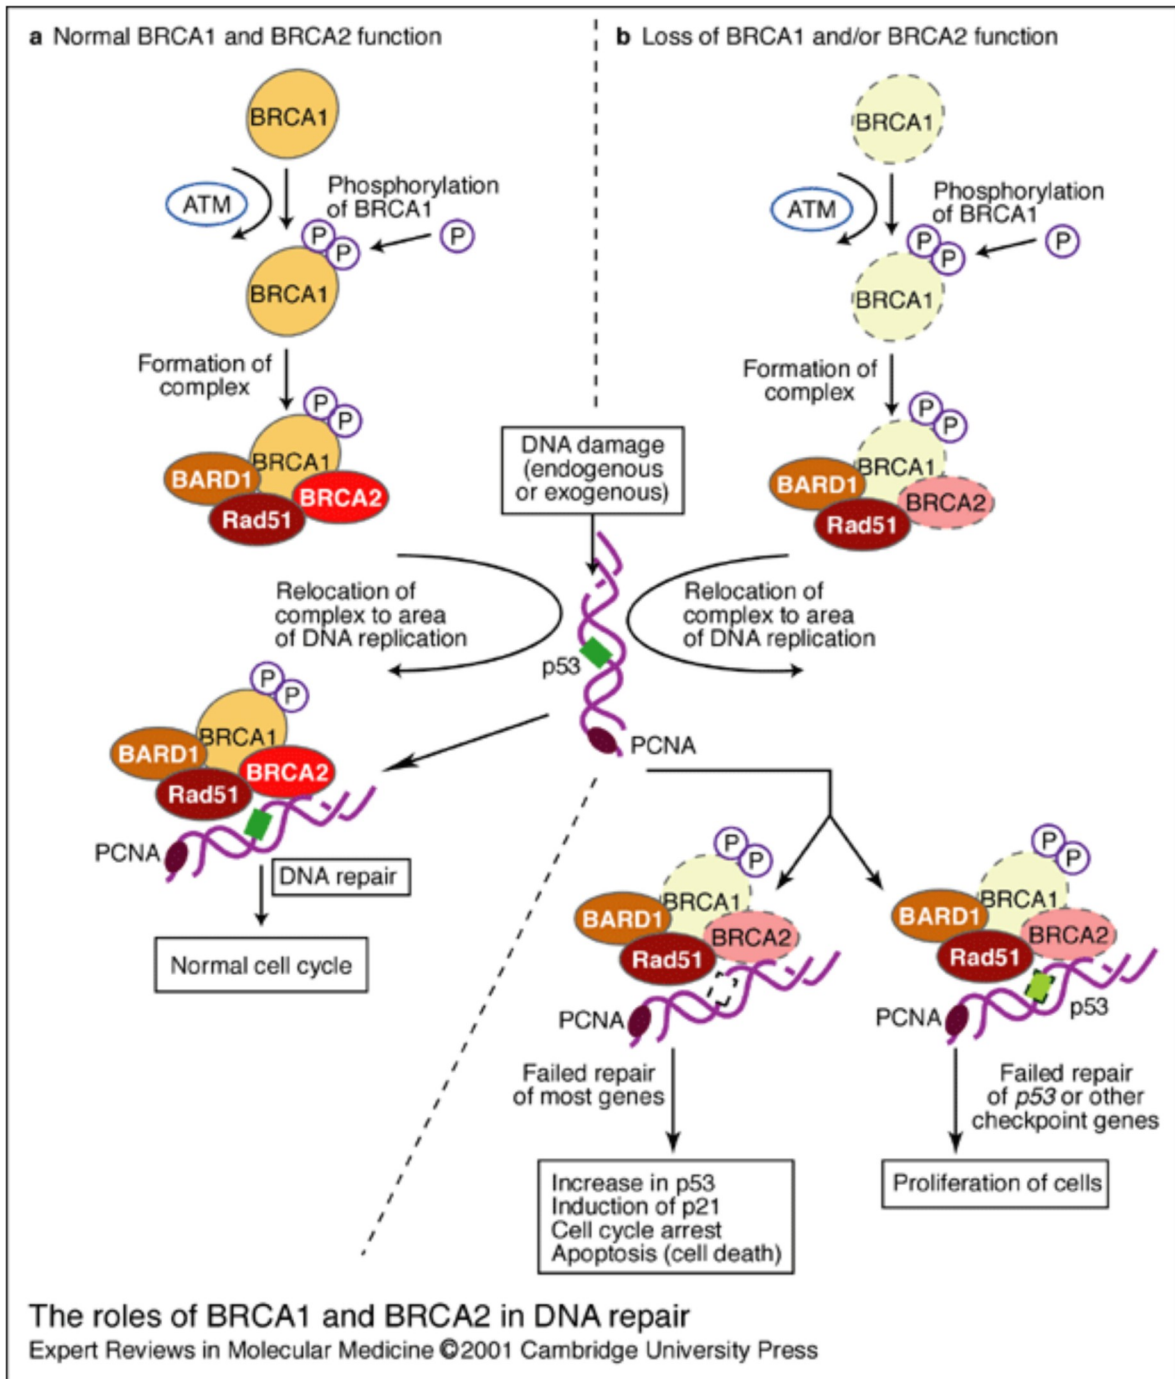 a Normal BRCA1 and BRCA2 function
BRCA1
ATM
Phosphorylation
of BRCA1
P
P
P
BRCA1
Formation of
complex
P
P
BRCA1
BARD1
BRCA2
Rad51
Relocation of
complex to area
of DNA replication
P
P
BRCA1
BARD1
BRCA2
Rad51
PCNA
DNA repair
Normal cell cycle
DNA damage
(endogenous
or exogenous)
p53
PCNA
b Loss of BRCA1 and/or BRCA2 function
BRCA1
ATM
Phosphorylation
of BRCA1
P
P
P
BRCA1
Formation of
complex
P
P
BRCA1
BARD1
BRCA2
Rad51
Relocation of
complex to area
of DNA replication
P
P
BRCA1
BARD1
BRCA2
Rad51
PCNA
Failed repair
of most genes
Increase in p53
Induction of p21
Cell cycle arrest
Apoptosis (cell death)
P
P
BRCA1
BARD1
BRCA2
Rad51
p53
PCNA
Failed repair
of p53 or other
checkpoint genes
Proliferation of cells
The roles of BRCA1 and BRCA2 in DNA repair
Expert Reviews in Molecular Medicine ©2001 Cambridge University Press